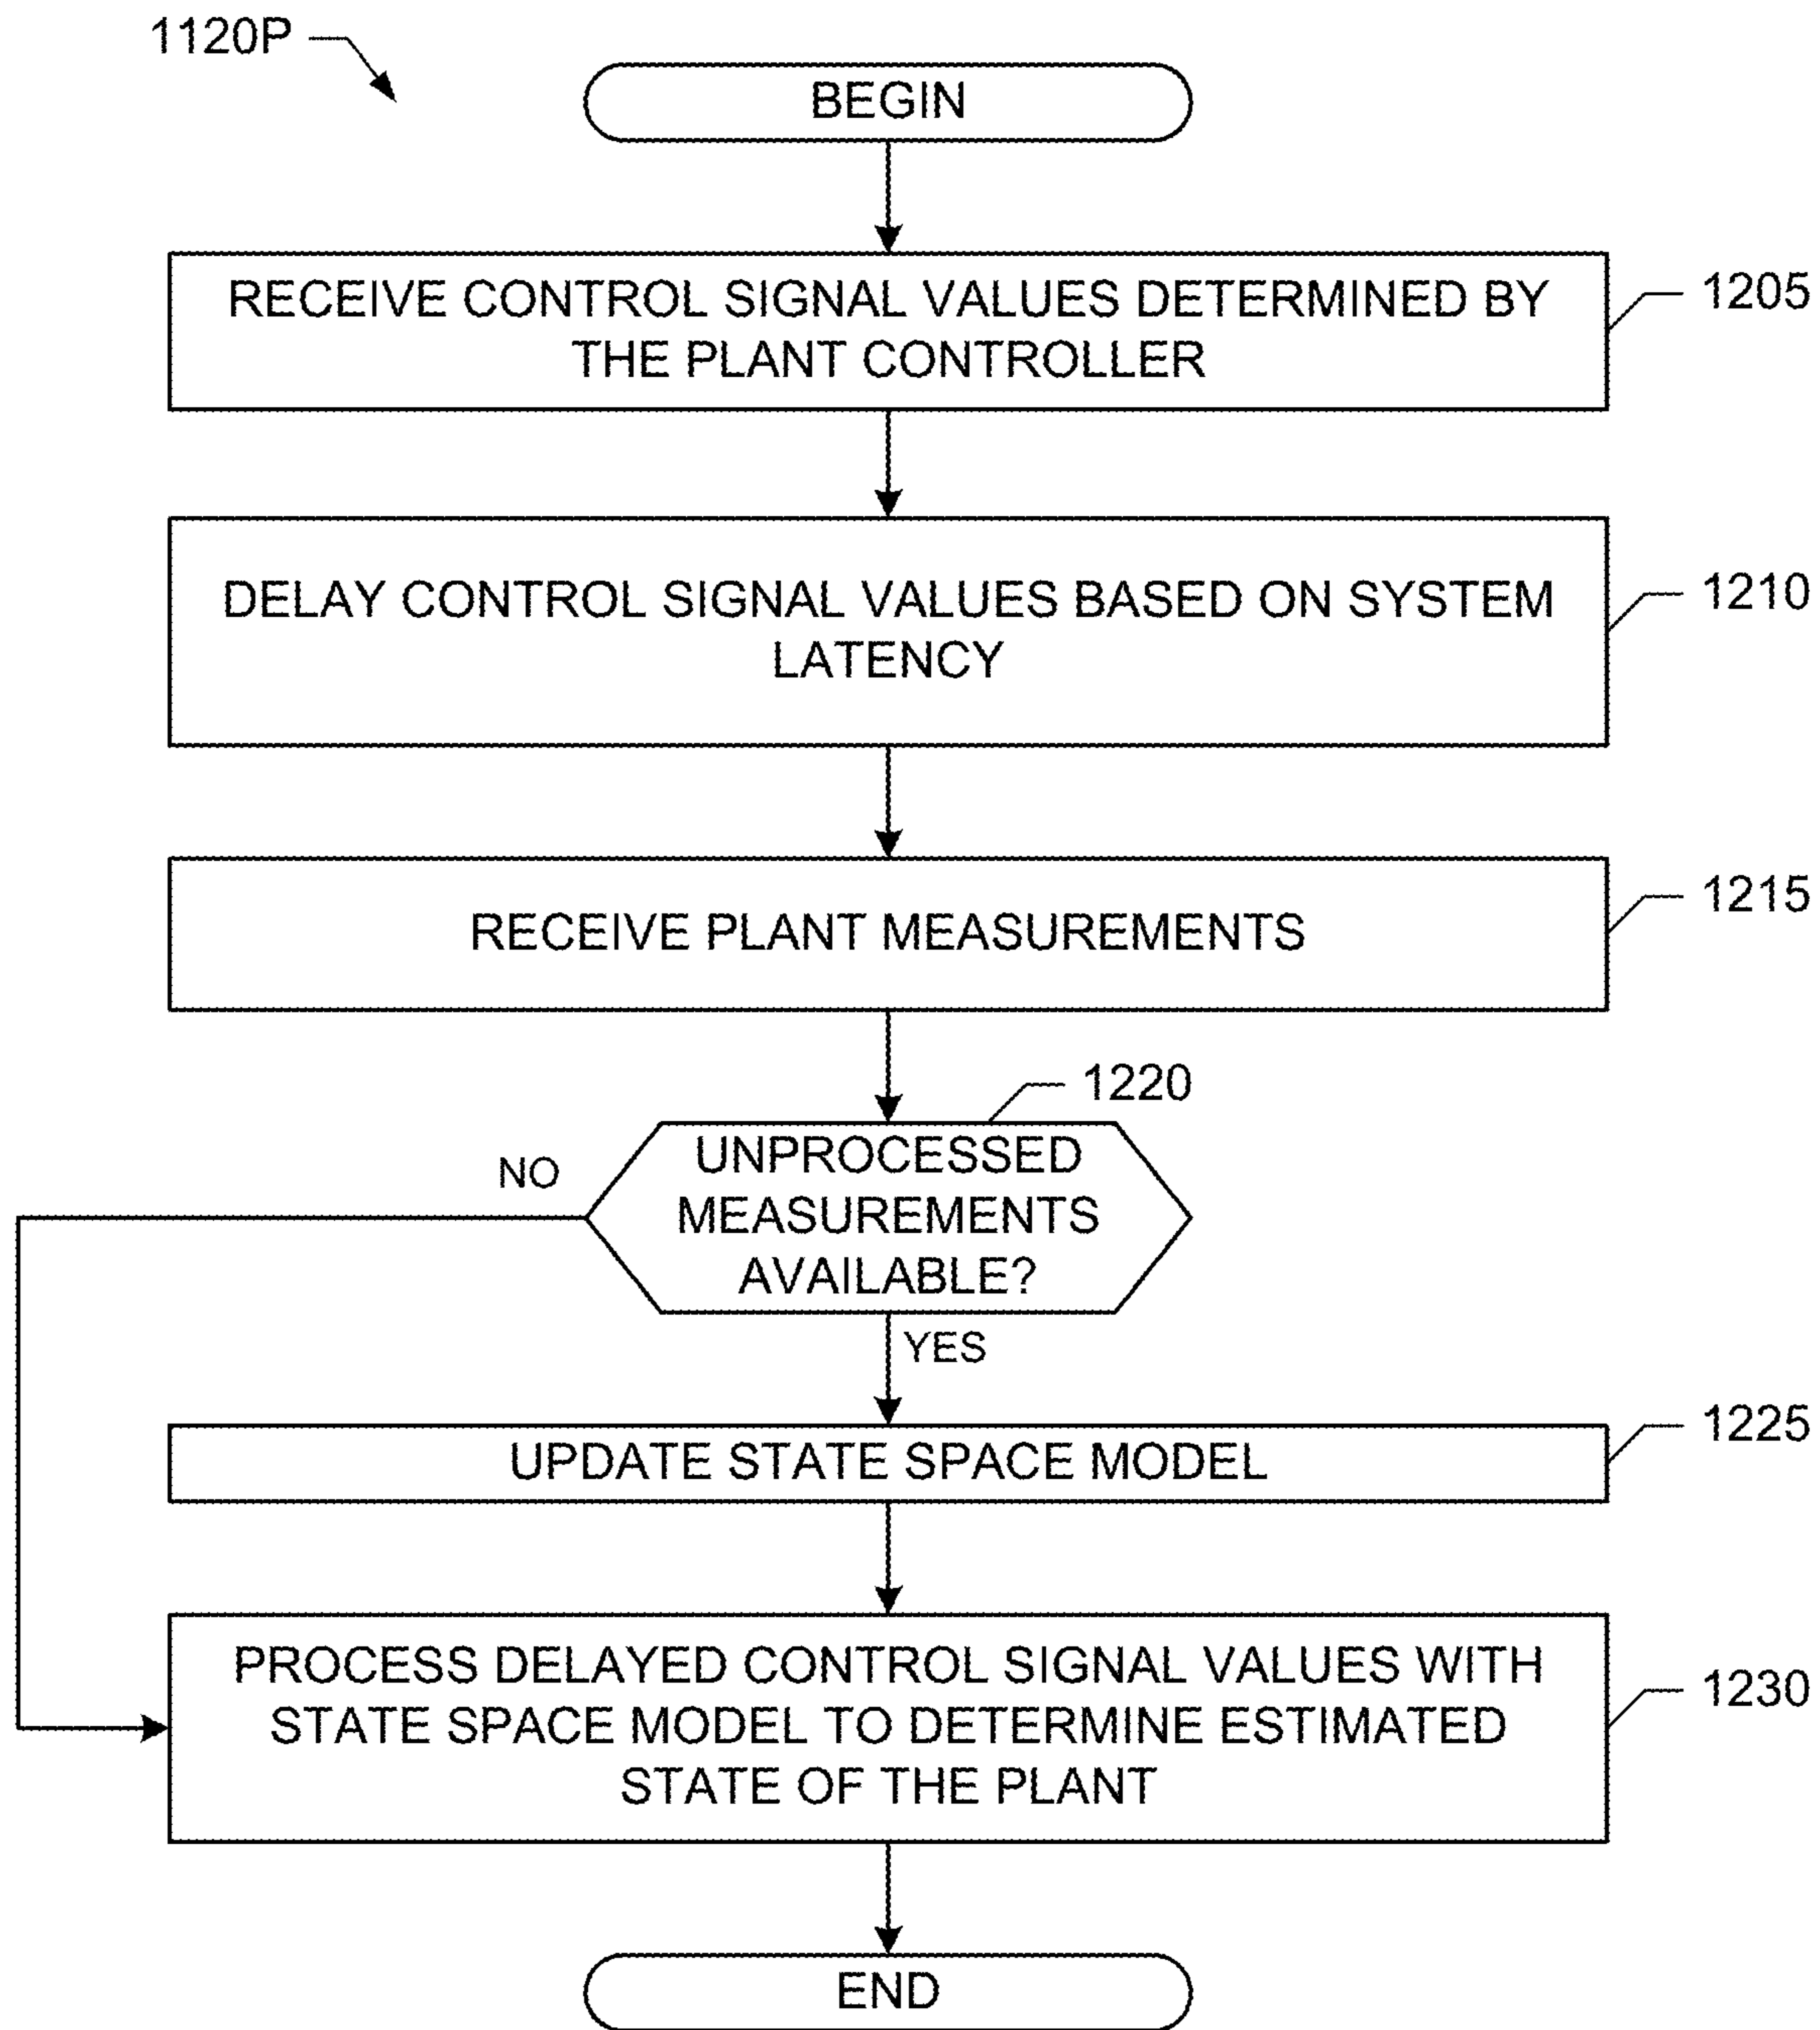 1120P
BEGIN
RECEIVE CONTROL SIGNAL VALUES DETERMINED BY
THE PLANT CONTROLLER
1205
DELAY CONTROL SIGNAL VALUES BASED ON SYSTEM
LATENCY
1210
RECEIVE PLANT MEASUREMENTS
1215
1220
UNPROCESSED
MEASUREMENTS
AVAILABLE?
NO
YES
UPDATE STATE SPACE MODEL
1225
PROCESS DELAYED CONTROL SIGNAL VALUES WITH
STATE SPACE MODEL TO DETERMINE ESTIMATED
STATE OF THE PLANT
1230
END